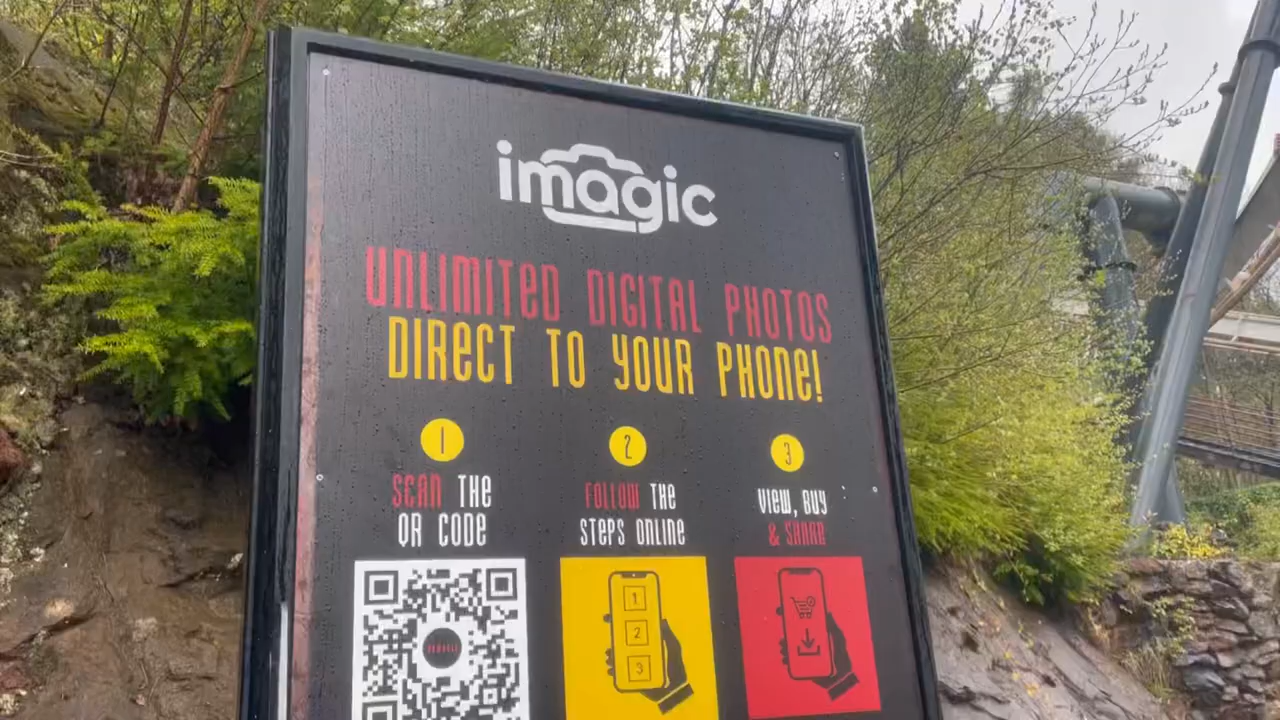 imagic
UNLIMITED DIGITAL PHOTOS
DIRECT TO YOUR PHONE!
1
2
3
SCAN THE
QR CODE
FOLLOW THE
STEPS ONLINE
VIEW, BUY
& SHARE
1
2
3